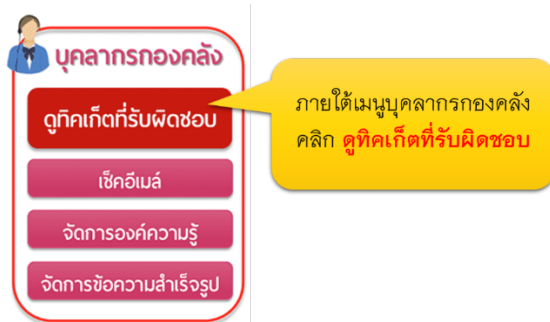 บุคลากรกองคลัง
ดูทิคเก็ตที่รับผิดชอบ
เช็คอีเมล์
จัดการองค์ความรู้
จัดการข้อความสำเร็จรูป
ภายใต้เมนูบุคลากรกองคลัง
คลิก ดูทิคเก็ตที่รับผิดชอบ